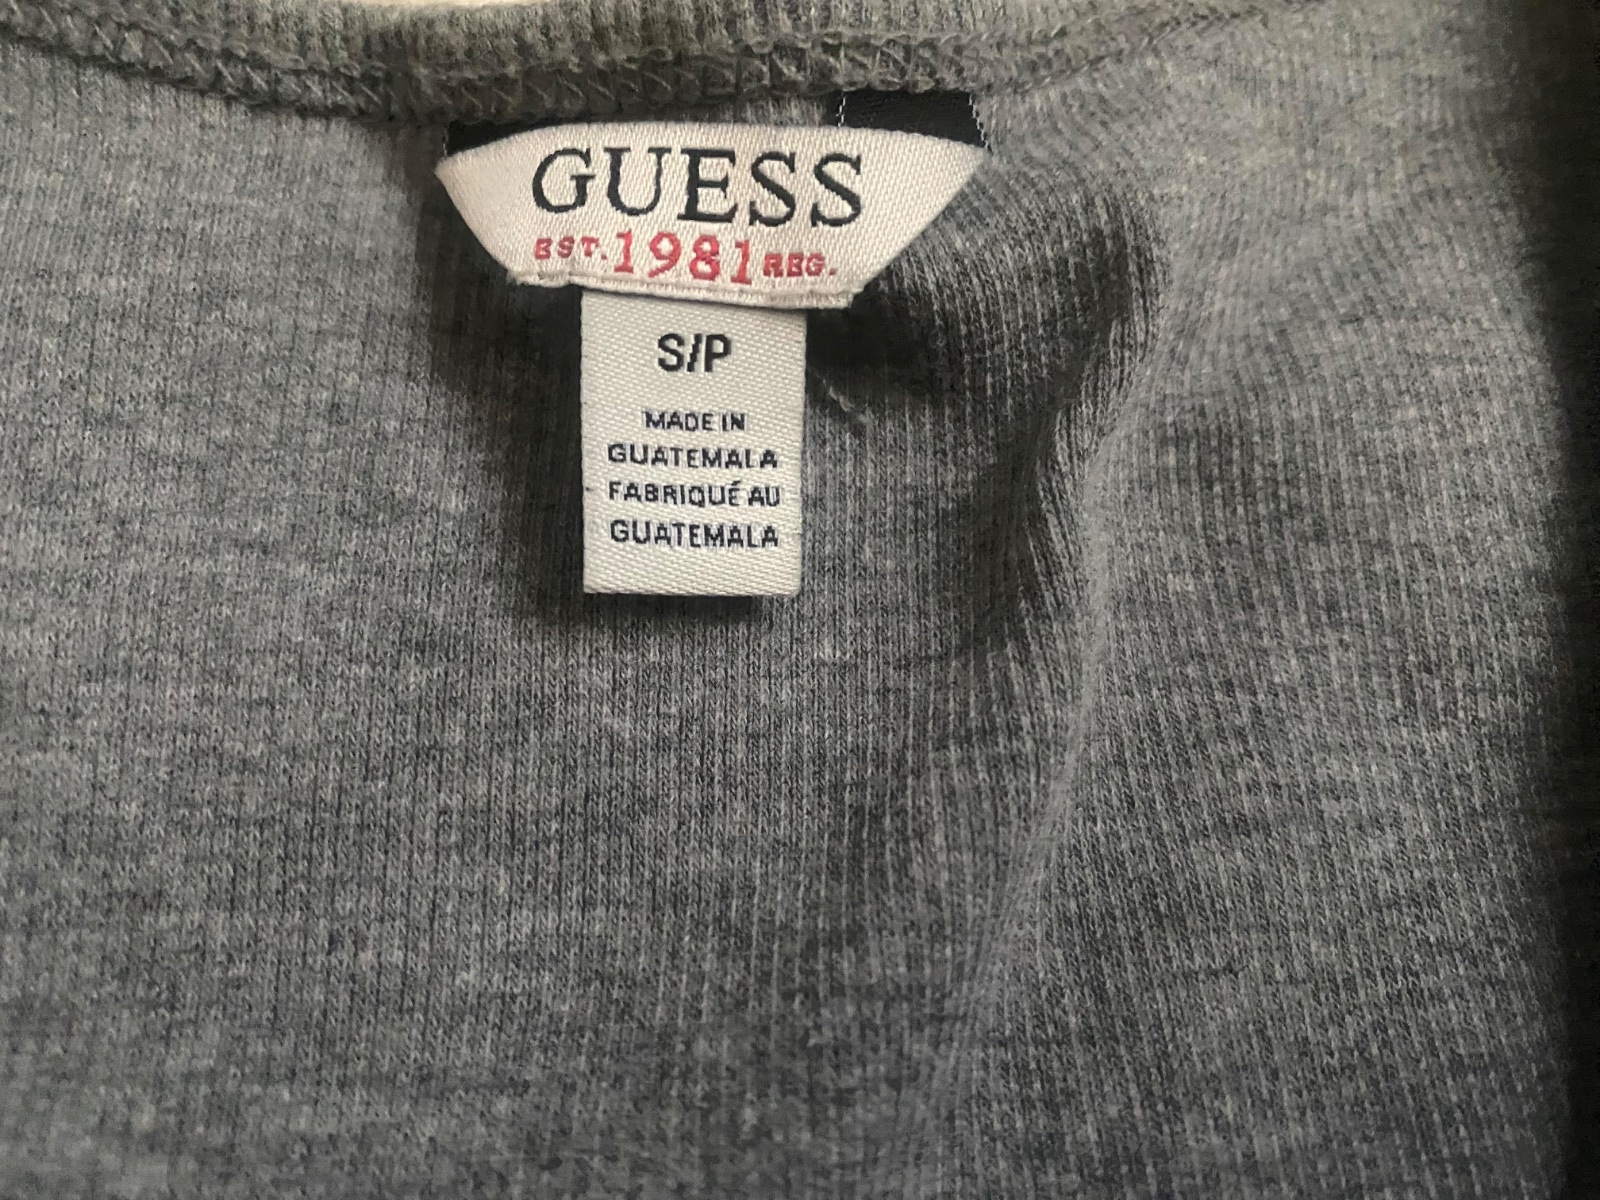 GUESS
EST. 1981 REG.
S/P
MADE IN
GUATEMALA
FABRIQUÉ AU
GUATEMALA